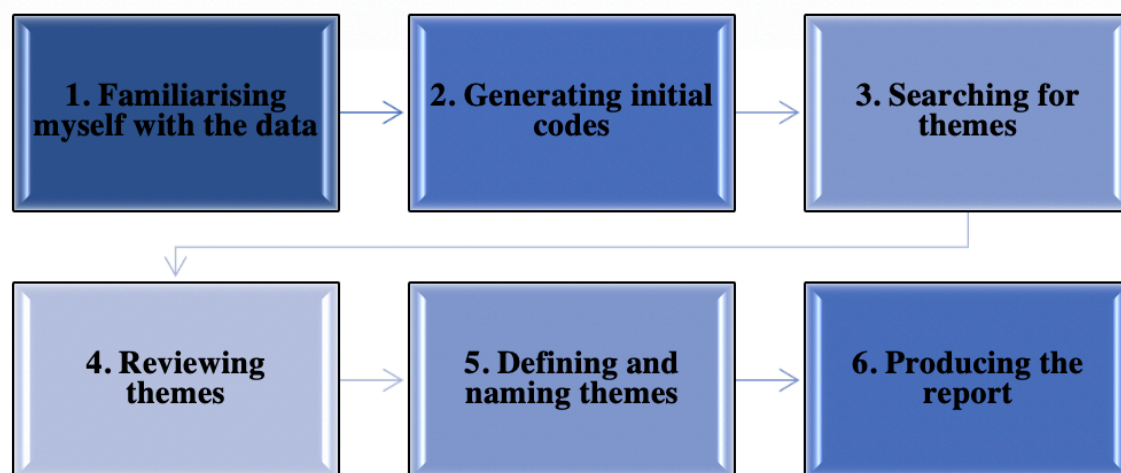 1. Familiarising
myself with the data
2. Generating initial
codes
3. Searching for
themes
4. Reviewing
themes
5. Defining and
naming themes
6. Producing the
report